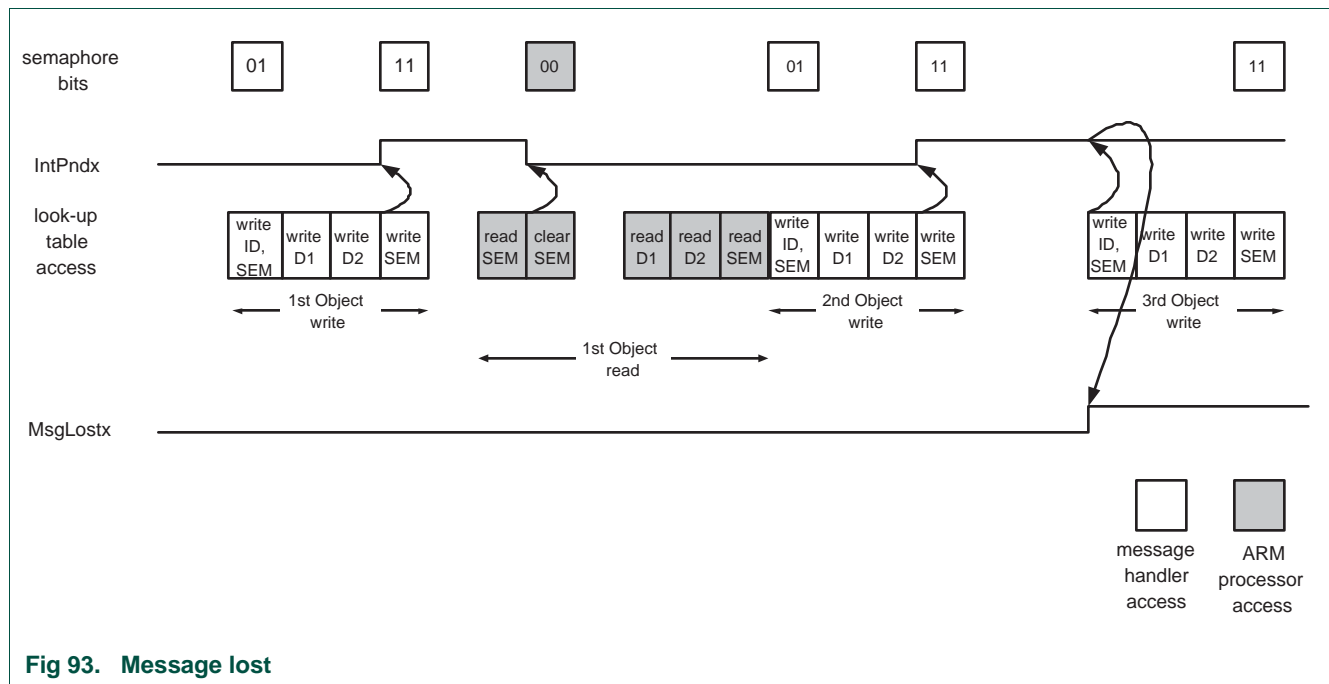 semaphore
bits
01 11 00 01 11 11
IntPndx
look-up
table
access
write
ID,
SEM
write
D1
write
D2
write
SEM
read
SEM
clear
SEM
read
D1
read
D2
read
SEM
write
ID,
SEM
write
D1
write
D2
write
SEM
write
ID,
SEM
write
D1
write
D2
write
SEM
1st Object
write
2nd Object
write
3rd Object
write
1st Object
read
MsgLostx
message
handler
access
ARM
processor
access
Fig 93. Message lost